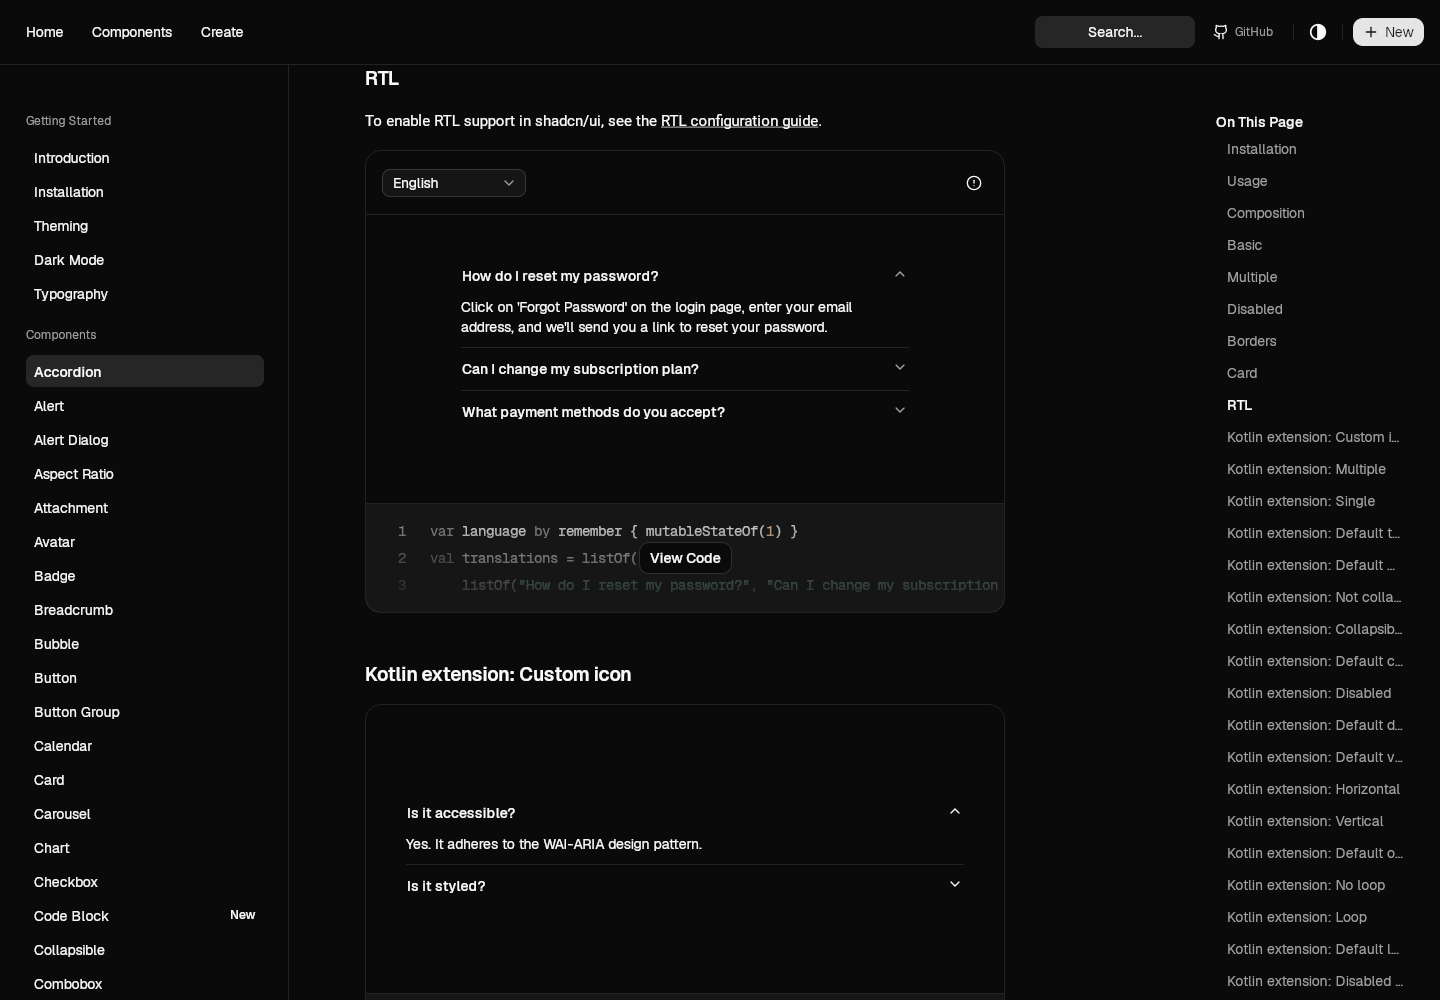 Home
Components
Create
Search...
GitHub
New
Getting Started
Introduction
Installation
Theming
Dark Mode
Typography
Components
Accordion
Alert
Alert Dialog
Aspect Ratio
Attachment
Avatar
Badge
Breadcrumb
Bubble
Button
Button Group
Calendar
Card
Carousel
Chart
Checkbox
Code Block
New
Collapsible
Combobox
RTL
To enable RTL support in shadcn/ui, see the RTL configuration guide.
English
How do I reset my password?
Click on 'Forgot Password' on the login page, enter your email
address, and we'll send you a link to reset your password.
Can I change my subscription plan?
What payment methods do you accept?
1 var language by remember { mutableStateOf(1) }
2 val translations = listOf(
View Code
3 listOf("How do I reset my password?", "Can I change my subscription
Kotlin extension: Custom icon
Is it accessible?
Yes. It adheres to the WAI-ARIA design pattern.
Is it styled?
On This Page
Installation
Usage
Composition
Basic
Multiple
Disabled
Borders
Card
RTL
Kotlin extension: Custom i...
Kotlin extension: Multiple
Kotlin extension: Single
Kotlin extension: Default t...
Kotlin extension: Default ...
Kotlin extension: Not colla...
Kotlin extension: Collapsib...
Kotlin extension: Default c...
Kotlin extension: Disabled
Kotlin extension: Default d...
Kotlin extension: Default v...
Kotlin extension: Horizontal
Kotlin extension: Vertical
Kotlin extension: Default o...
Kotlin extension: No loop
Kotlin extension: Loop
Kotlin extension: Default l...
Kotlin extension: Disabled ...